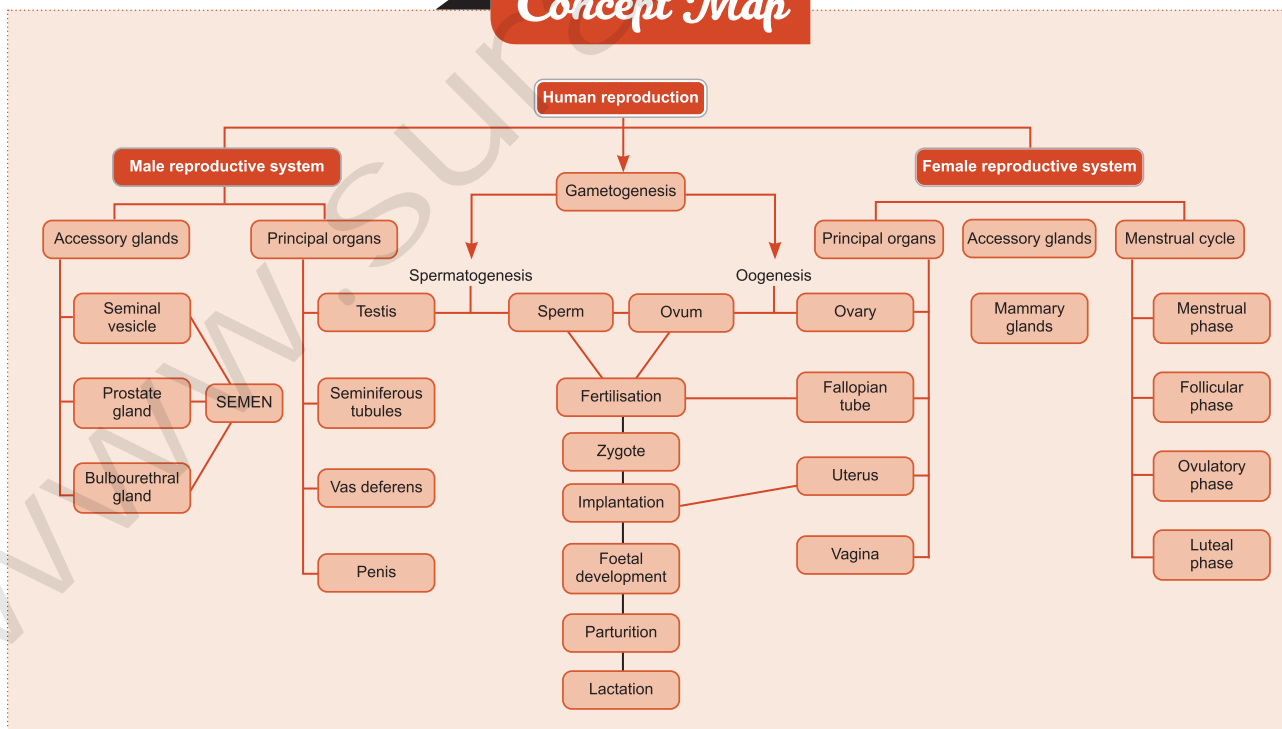 Concept Map
Human reproduction
Male reproductive system
Female reproductive system
Gametogenesis
Accessory glands
Principal organs
Principal organs
Accessory glands
Menstrual cycle
Spermatogenesis
Oogenesis
Seminal
vesicle
Testis
Sperm
Ovum
Ovary
Mammary
glands
Menstrual
phase
Prostate
gland
SEMEN
Seminiferous
tubules
Fertilisation
Fallopian
tube
Follicular
phase
Zygote
Bulbourethral
gland
Vas deferens
Implantation
Uterus
Ovulatory
phase
Penis
Foetal
development
Vagina
Luteal
phase
Parturition
Lactation
www.sura